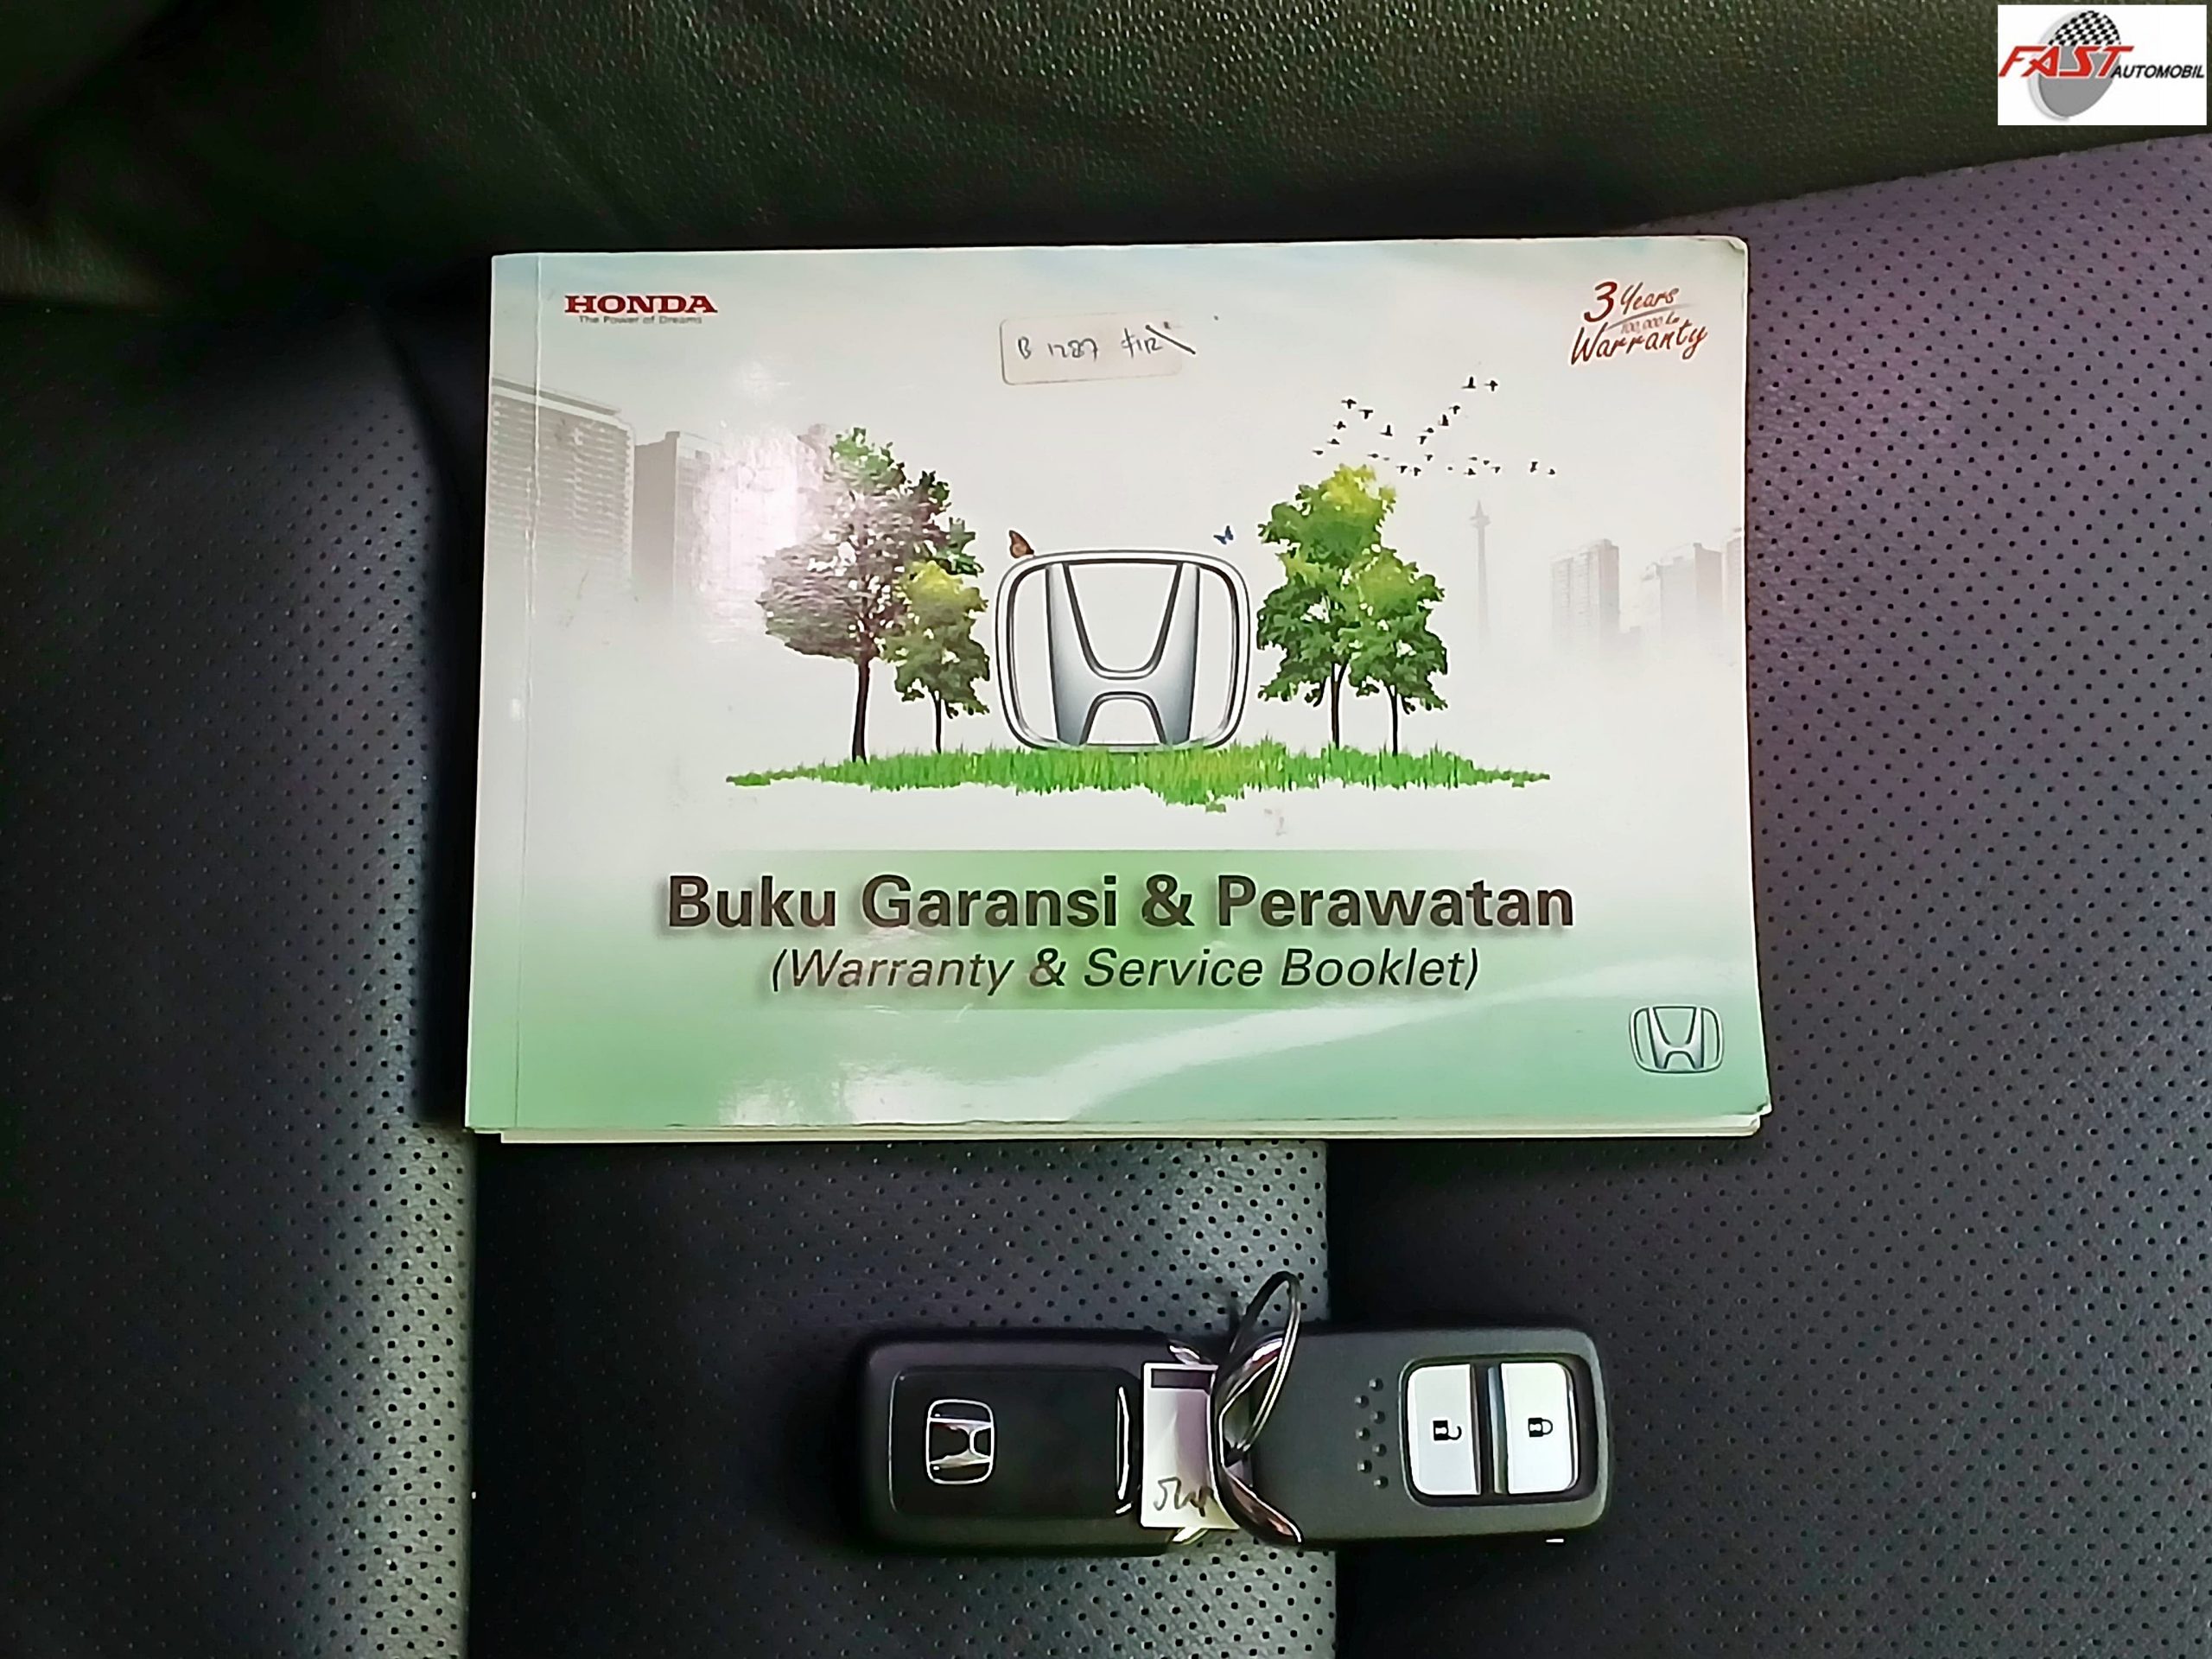 FAST AUTOMOBIL
HONDA
The Power of Dreams
3 Years
100,000 km
Warranty
B 1787
Buku Garansi & Perawatan
(Warranty & Service Booklet)